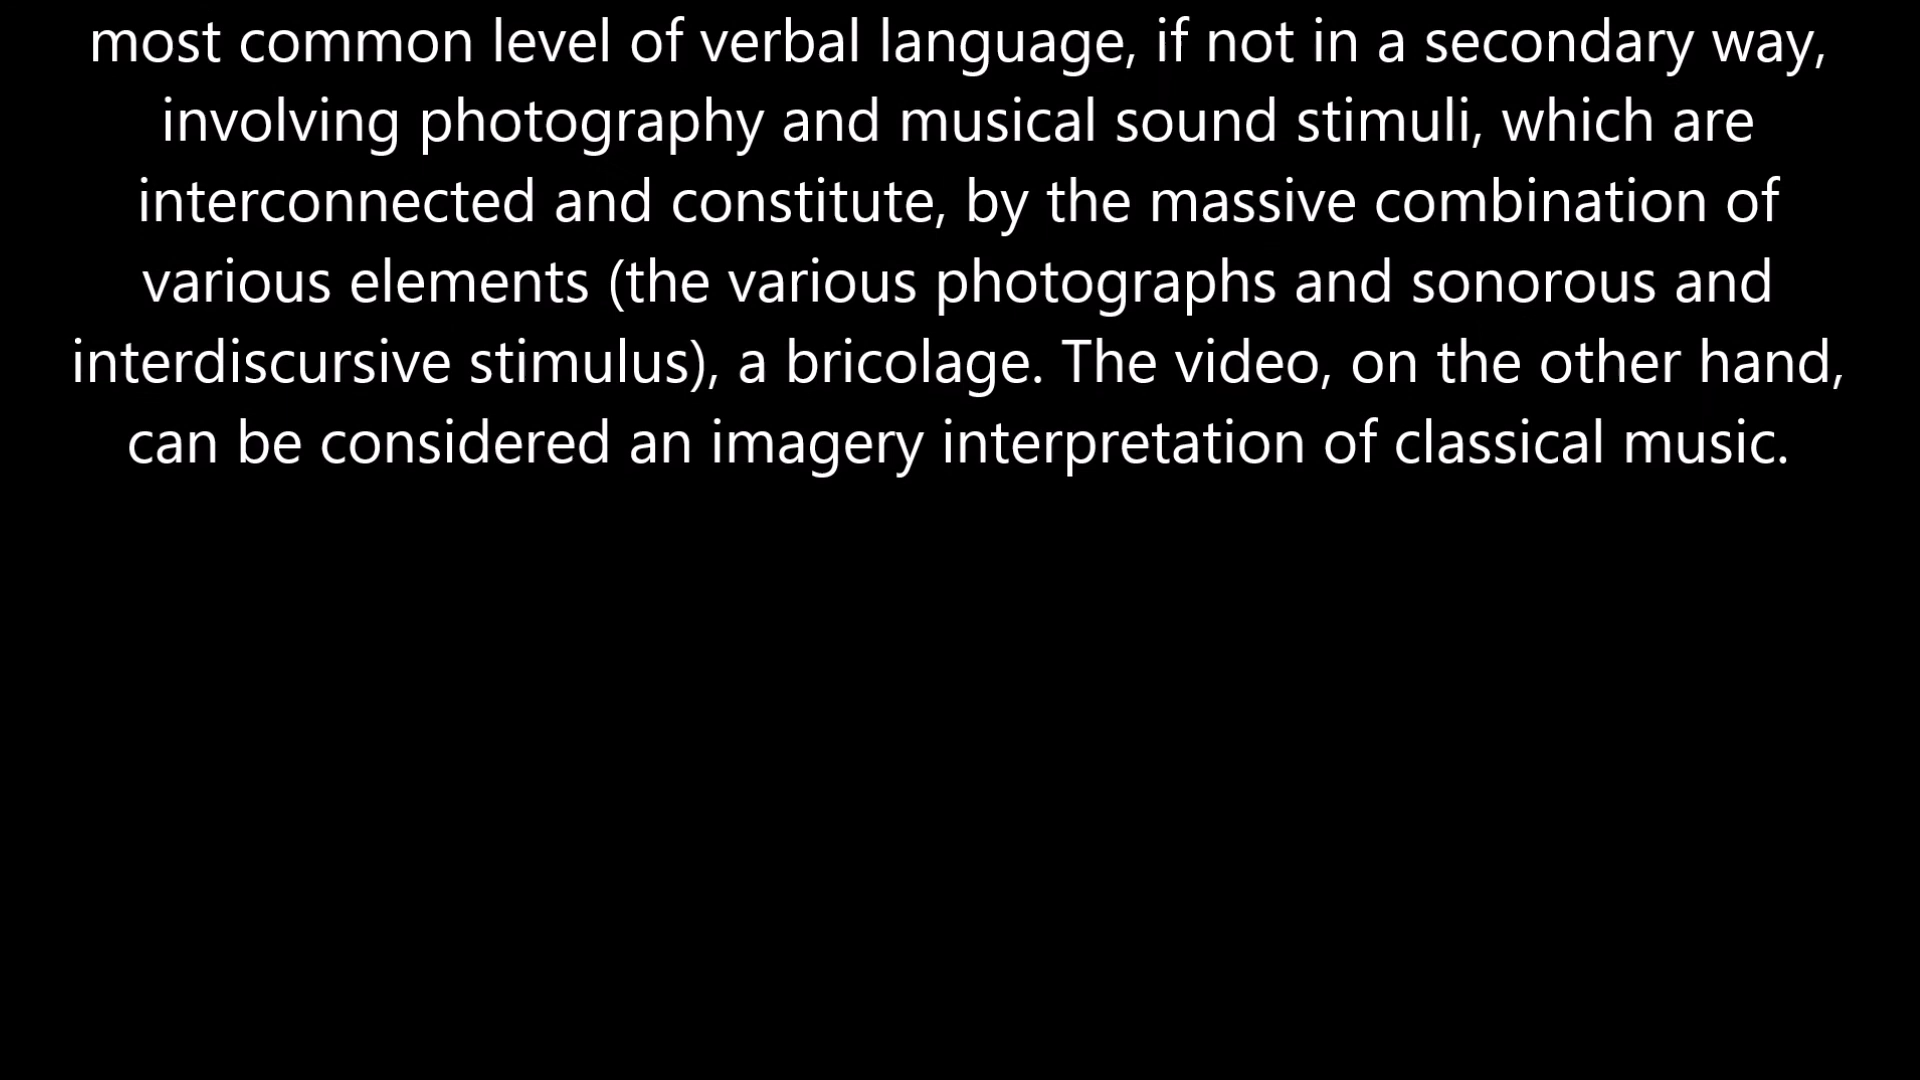 most common level of verbal language, if not in a secondary way,
involving photography and musical sound stimuli, which are
interconnected and constitute, by the massive combination of
various elements (the various photographs and sonorous and
interdiscursive stimulus), a bricolage. The video, on the other hand,
can be considered an imagery interpretation of classical music.